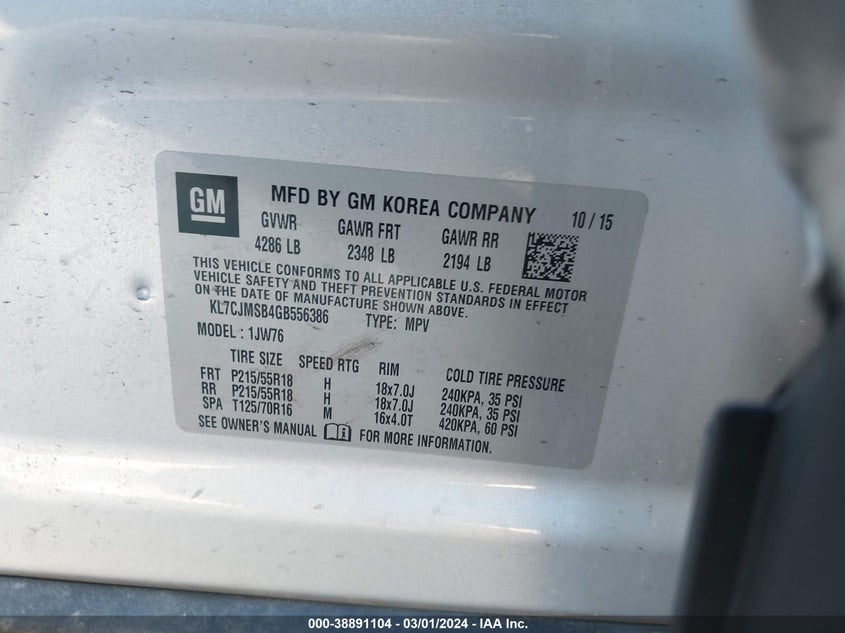 GM
MFD BY GM KOREA COMPANY 10 / 15
GVWR GAWR FRT GAWR RR
4286 LB 2348 LB 2194 LB
THIS VEHICLE CONFORMS TO ALL APPLICABLE U.S. FEDERAL MOTOR
VEHICLE SAFETY AND THEFT PREVENTION STANDARDS IN EFFECT
ON THE DATE OF MANUFACTURE SHOWN ABOVE.
KL7CJMSB4GB556386 TYPE: MPV
MODEL : 1JW76
TIRE SIZE SPEED RTG RIM COLD TIRE PRESSURE
FRT P215/55R18 H 18x7.0J 240KPA, 35 PSI
RR P215/55R18 H 18x7.0J 240KPA, 35 PSI
SPA T125/70R16 M 16x4.0T 420KPA, 60 PSI
SEE OWNER'S MANUAL FOR MORE INFORMATION.
000-38891104 - 03/01/2024 - IAA Inc.